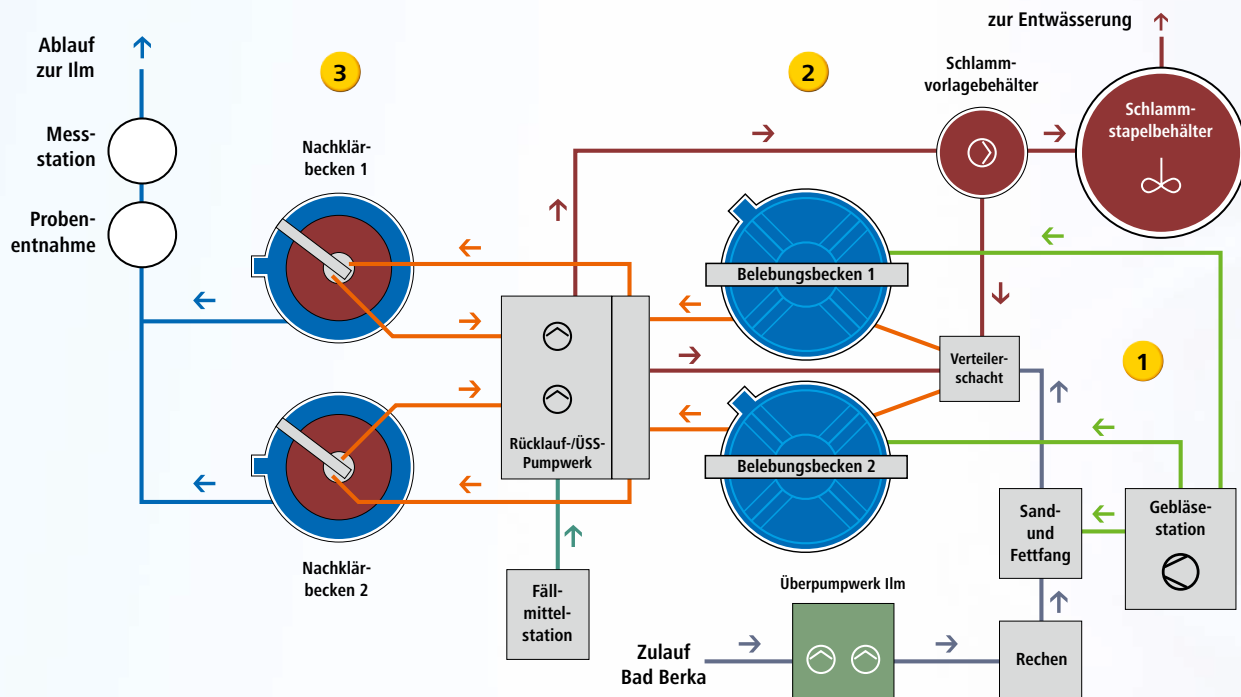 zur Entwässerung
Ablauf
zur Ilm
3
2
Schlamm-
vorlagebehälter
Schlamm-
stapelbehälter
Mess-
station
Nachklär-
becken 1
Proben-
entnahme
Belebungsbecken 1
Verteiler-
schacht
1
Rücklauf-/ÜSS-
Pumpwerk
Belebungsbecken 2
Sand-
und
Fettfang
Gebläse-
station
Nachklär-
becken 2
Fäll-
mittel-
station
Überpumpwerk Ilm
Zulauf
Bad Berka
Rechen